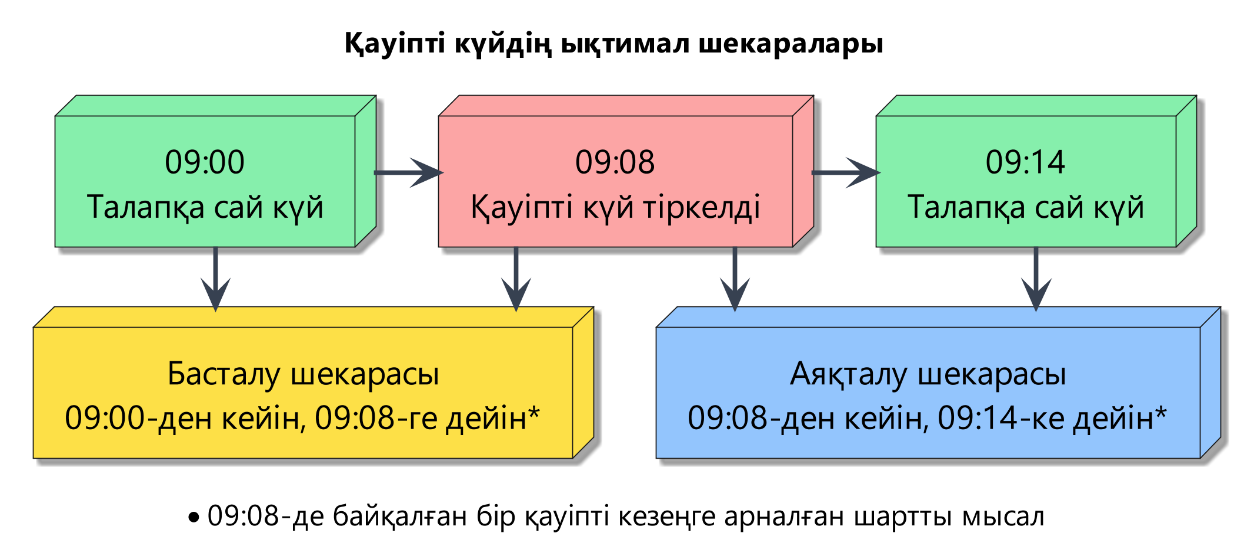 Қауіпті күйдің ықтимал шекаралары
09:00
Талапқа сай күй
09:08
Қауіпті күй тіркелді
09:14
Талапқа сай күй
Басталу шекарасы
09:00-ден кейін, 09:08-ге дейін*
Аяқталу шекарасы
09:08-ден кейін, 09:14-ке дейін*
• 09:08-де байқалған бір қауіпті кезеңге арналған шартты мысал